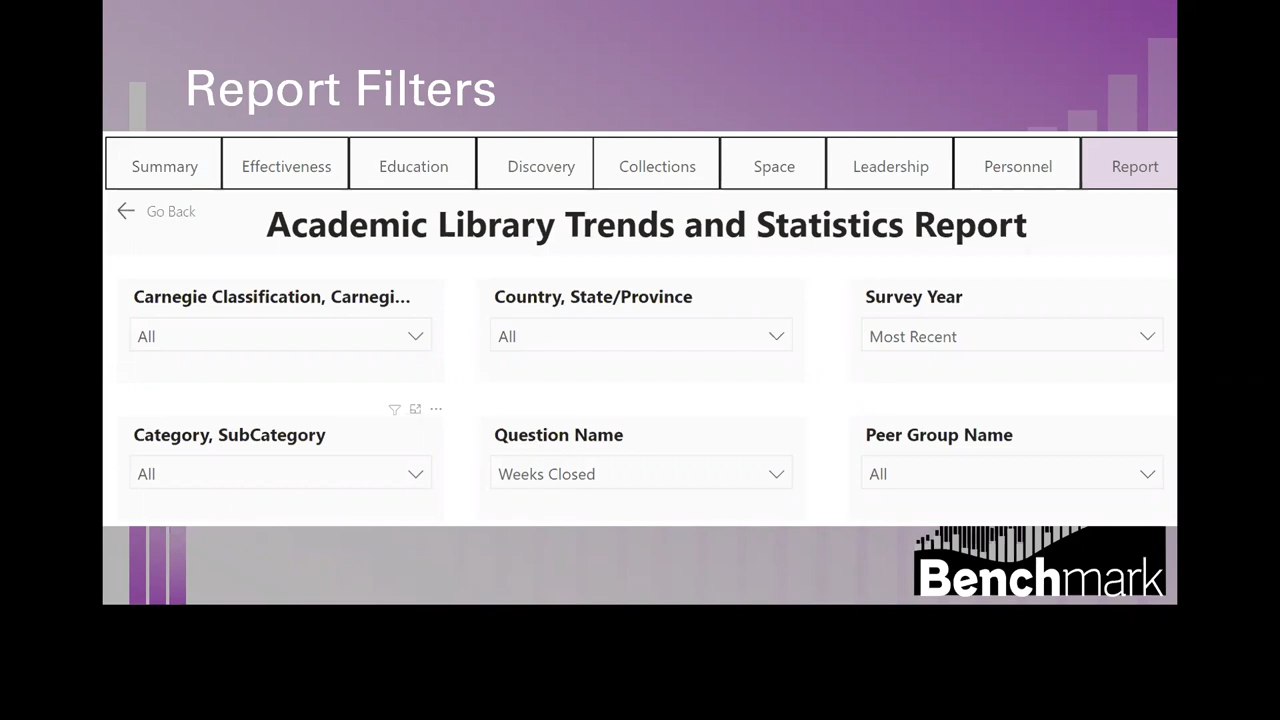 Report Filters
Summary Effectiveness Education Discovery Collections Space Leadership Personnel Report
Go Back
Academic Library Trends and Statistics Report
Carnegie Classification, Carnegi... Country, State/Province Survey Year
All All Most Recent
Category, SubCategory Question Name Peer Group Name
All Weeks Closed All
Benchmark